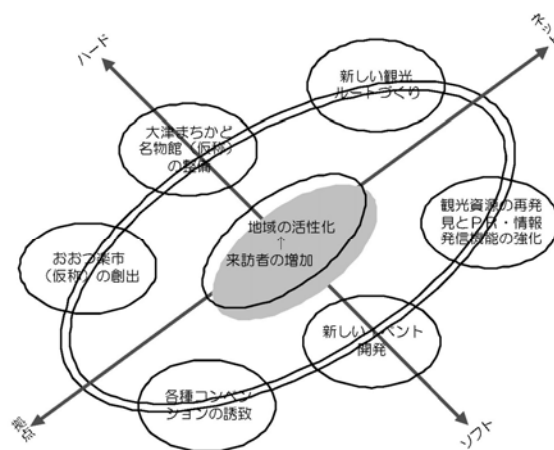 ハード
ネット
新しい観光
ルートづくり
大津まちかど
名物館（仮称）
の整備
観光資源の再発
見とＰＲ・情報
発信機能の強化
地域の活性化
↑
来訪者の増加
おおつ楽市
（仮称）の創出
新しいイベント
開発
各種コンベン
ションの誘致
拠点
ソフト